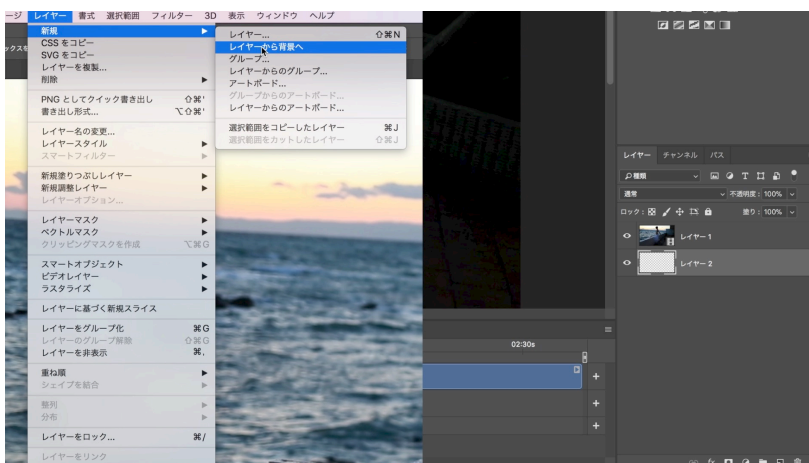 ージ レイヤー 書式 選択範囲 フィルター 3D 表示 ウィンドウ ヘルプ
新規
CSS をコピー
SVG をコピー
レイヤーを複製...
削除
PNG としてクイック書き出し ⇧⌘'
書き出し形式... ⌥⇧⌘'
レイヤー名の変更...
レイヤースタイル
スマートフィルター
新規塗りつぶしレイヤー
新規調整レイヤー
レイヤーオプション...
レイヤーマスク
ベクトルマスク
クリッピングマスクを作成 ⌥⌘G
スマートオブジェクト
ビデオレイヤー
ラスタライズ
レイヤーに基づく新規スライス
レイヤーをグループ化 ⌘G
レイヤーのグループ解除 ⇧⌘G
レイヤーを非表示 ⌘,
重ね順
シェイプを結合
整列
分布
レイヤーをロック... ⌘/
レイヤーをリンク
レイヤー... ⇧⌘N
レイヤーから背景へ
グループ...
レイヤーからのグループ...
アートボード...
グループからのアートボード...
レイヤーからのアートボード...
選択範囲をコピーしたレイヤー ⌘J
選択範囲をカットしたレイヤー ⇧⌘J
レイヤー チャンネル パス
種類
通常 不透明度: 100%
ロック: 塗り: 100%
レイヤー 1
レイヤー 2
02:30s